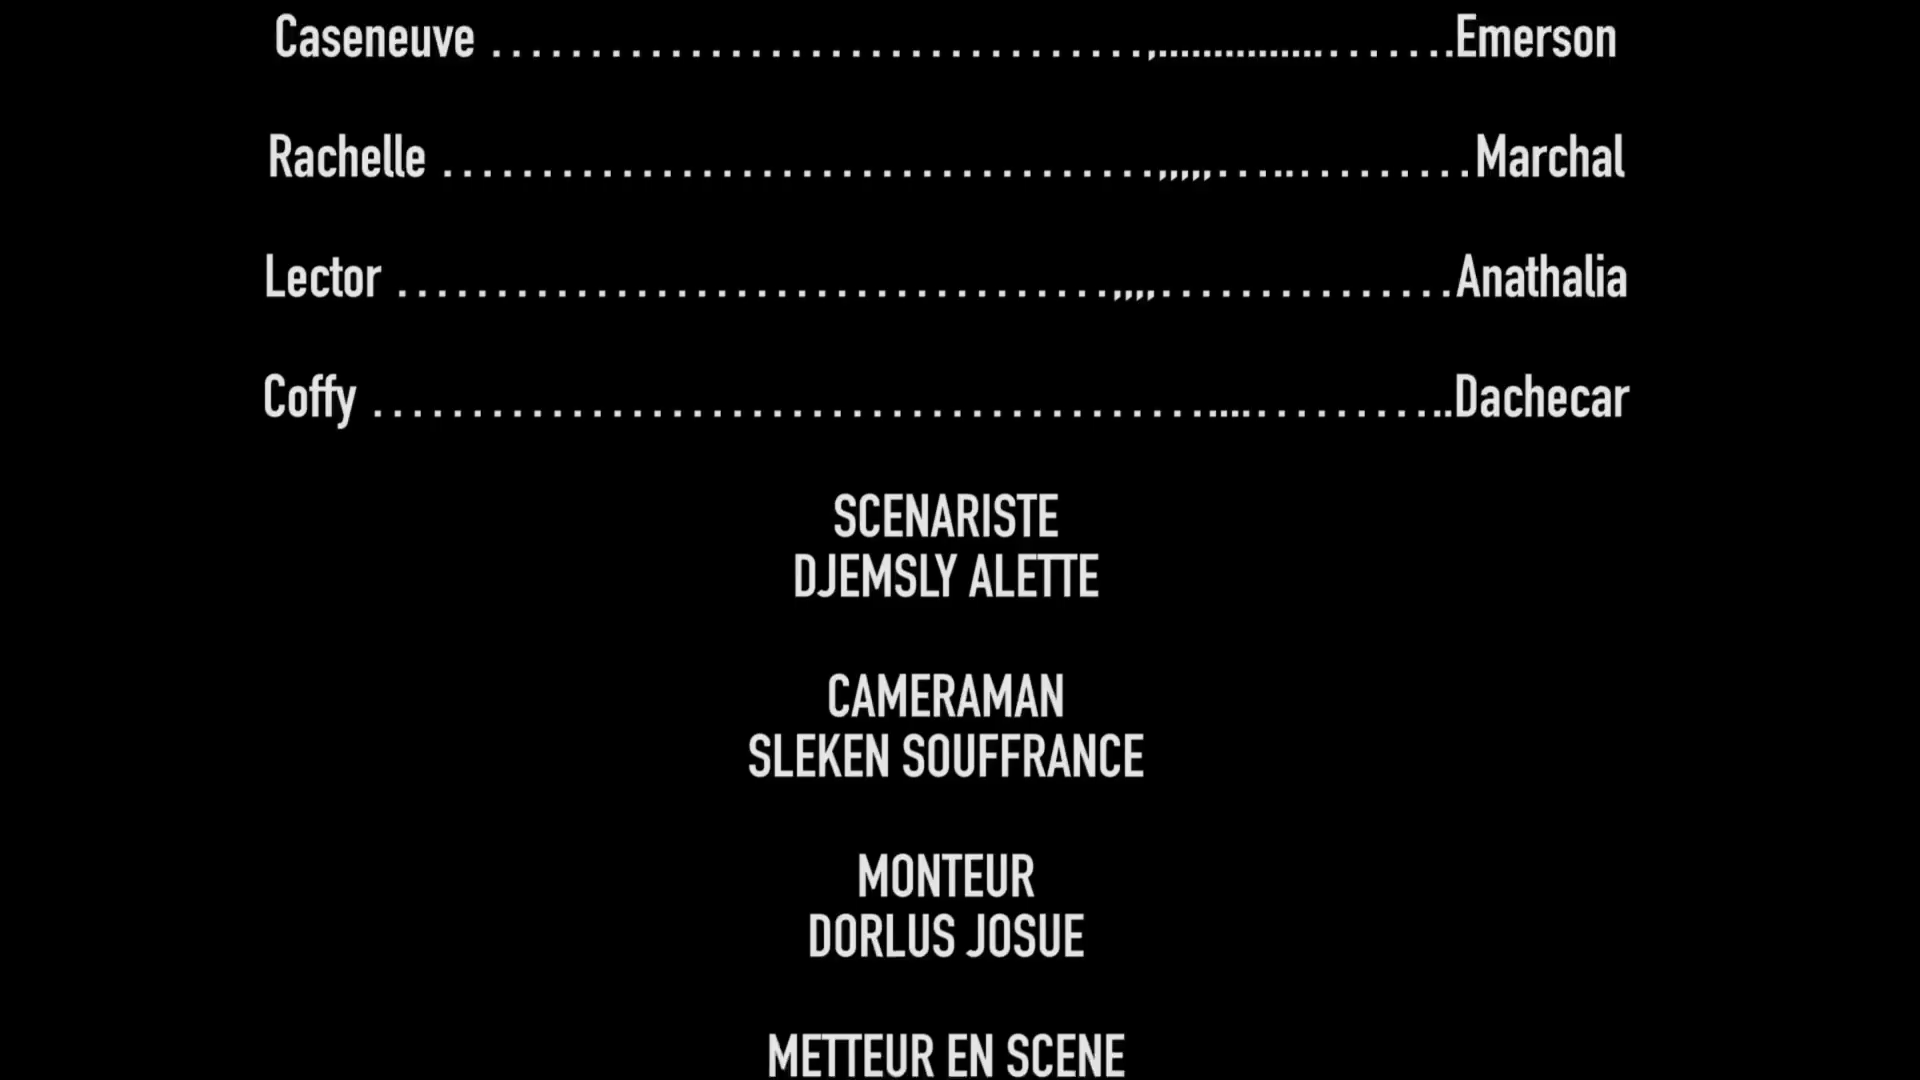 Caseneuve .................................,......................Emerson
Rachelle ....................................,,,,,...............Marchal
Lector ....................................,,,,...............Anathalia
Coffy ........................................................Dachecar
SCENARISTE
DJEMSLY ALETTE
CAMERAMAN
SLEKEN SOUFFRANCE
MONTEUR
DORLUS JOSUE
METTEUR EN SCENE